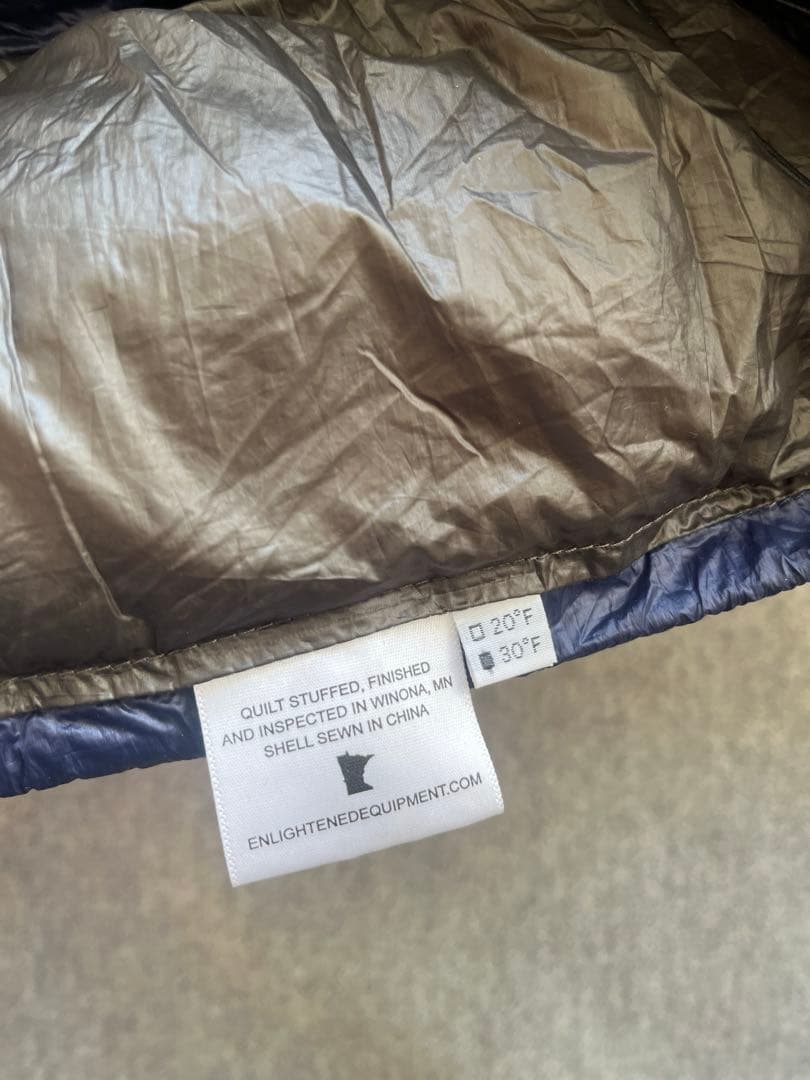 20°F
30°F
QUILT STUFFED, FINISHED
AND INSPECTED IN WINONA, MN
SHELL SEWN IN CHINA
ENLIGHTENEDEQUIPMENT.COM